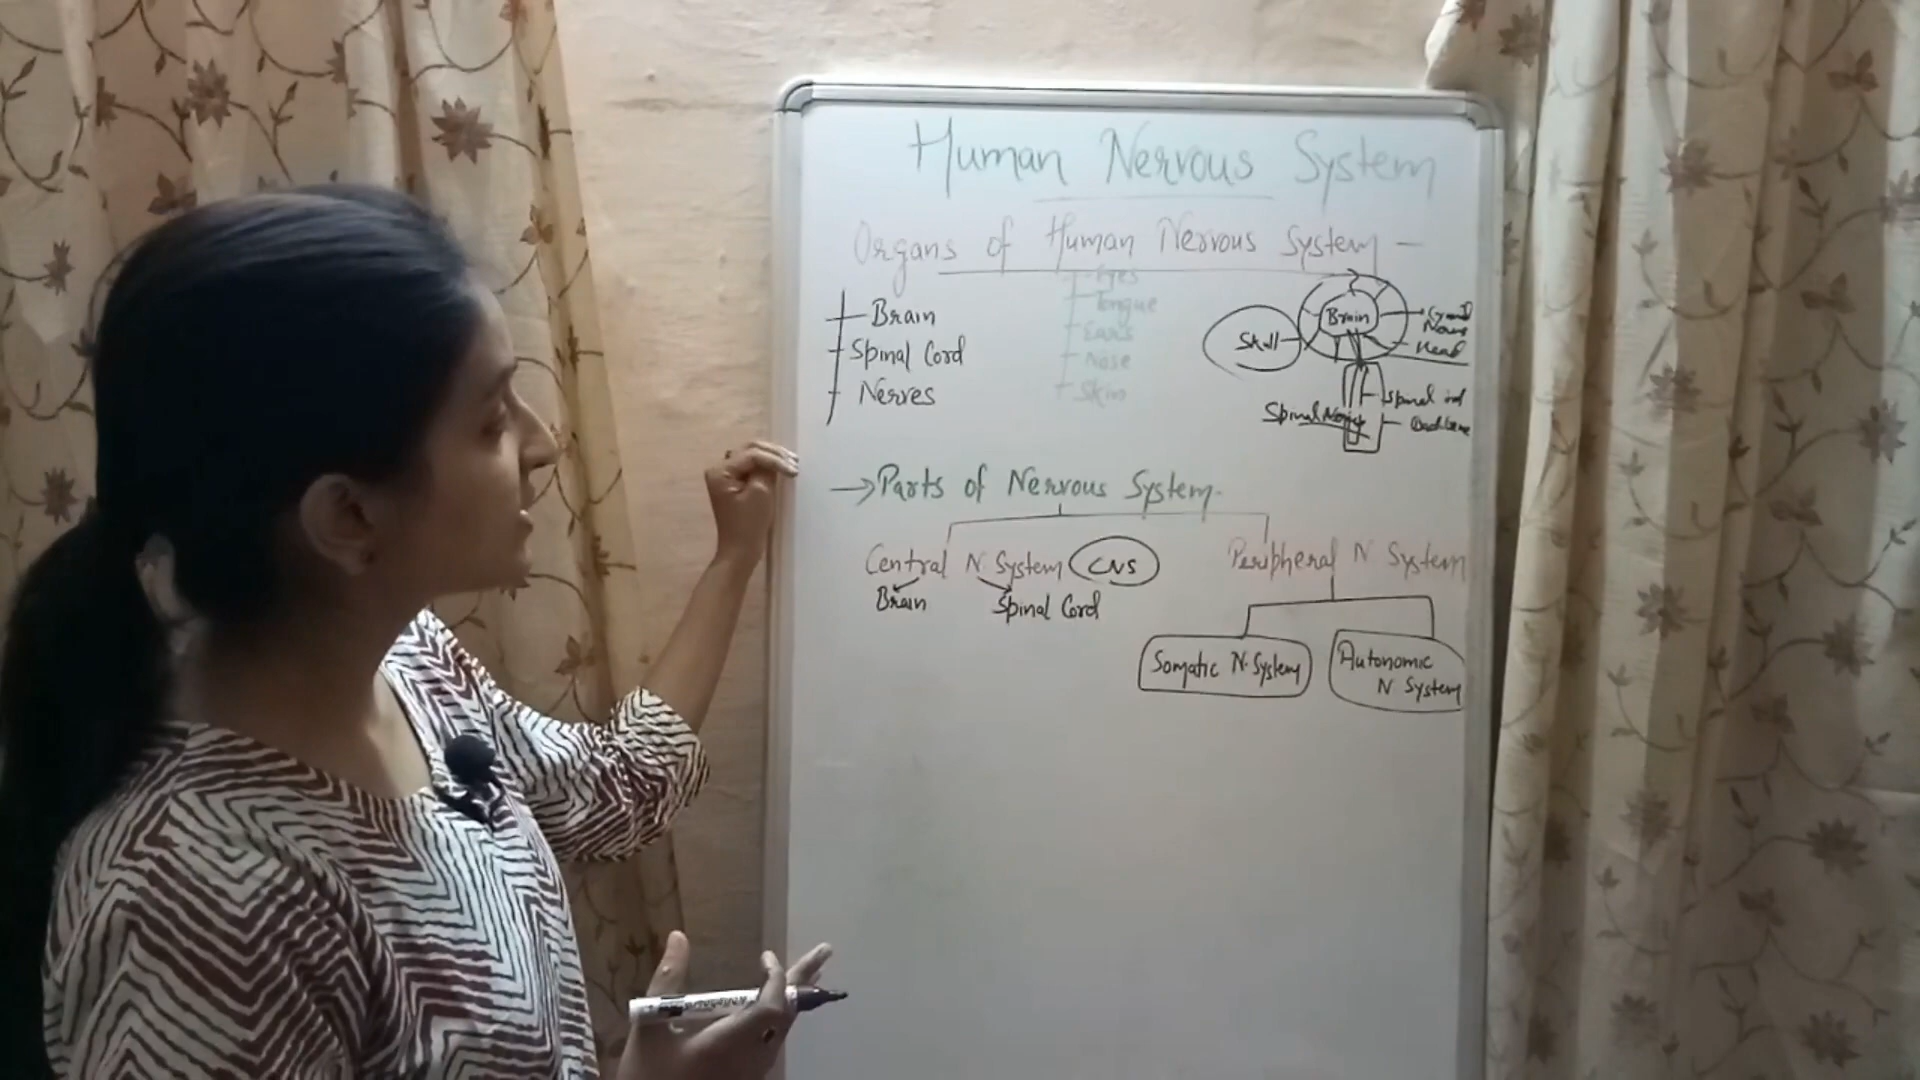 Human Nervous System
Organs of Human Nervous System -
Brain
Spinal Cord
Nerves
Eyes
Tongue
Ears
Nose
Skin
Brain
Skull
Head
Spinal
→ Parts of Nervous System.
Central N. System CNS
Brain
Spinal Cord
Peripheral N System
Somatic N. System
Autonomic
N System